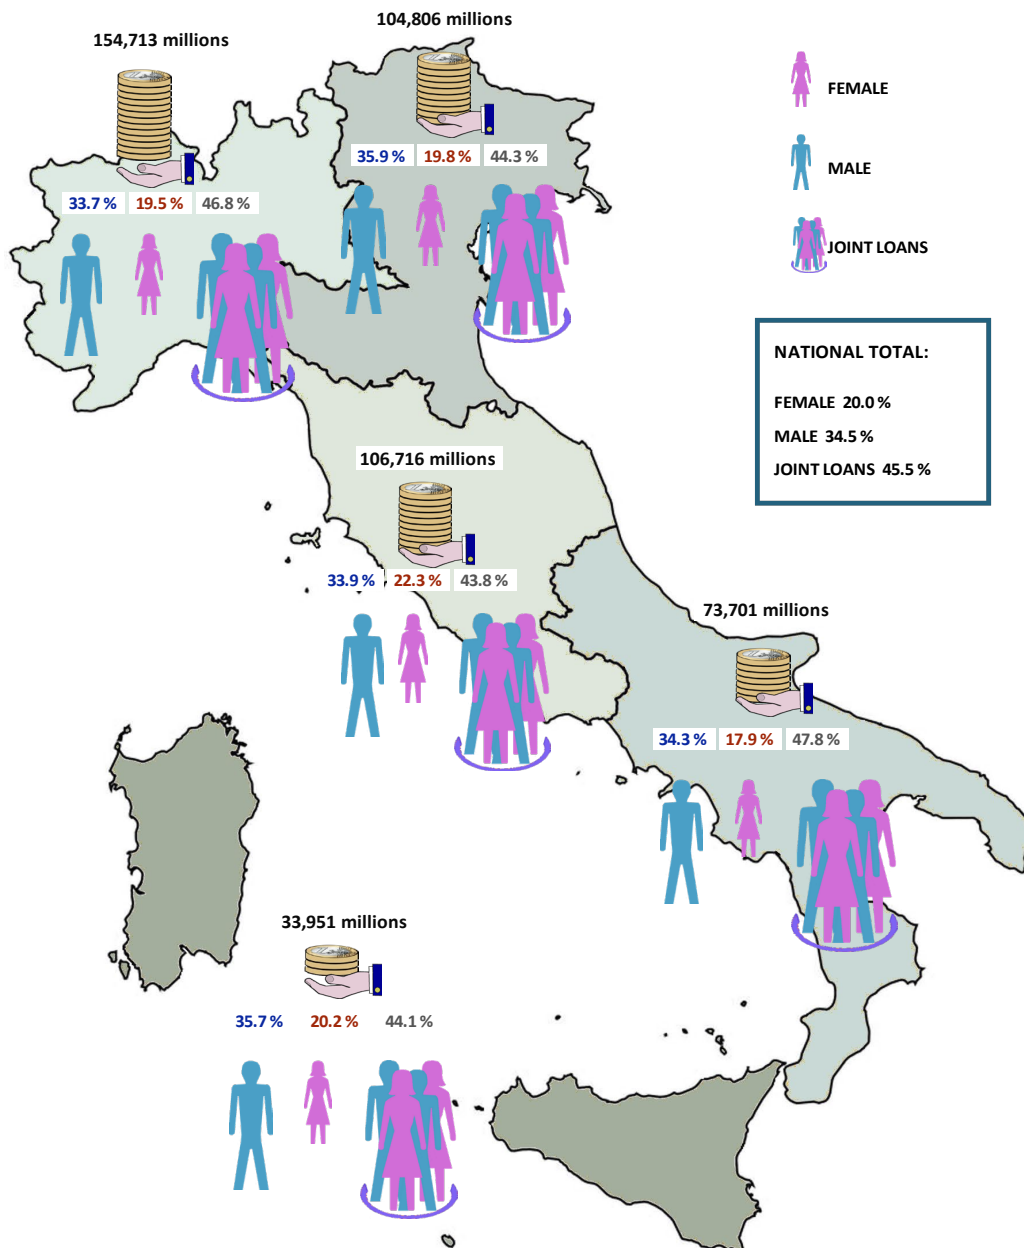 104,806 millions
154,713 millions
FEMALE
35.9 % 19.8 % 44.3 %
MALE
33.7 % 19.5 % 46.8 %
JOINT LOANS
NATIONAL TOTAL:
FEMALE 20.0 %
MALE 34.5 %
JOINT LOANS 45.5 %
106,716 millions
33.9 % 22.3 % 43.8 %
73,701 millions
34.3 % 17.9 % 47.8 %
33,951 millions
35.7 % 20.2 % 44.1 %